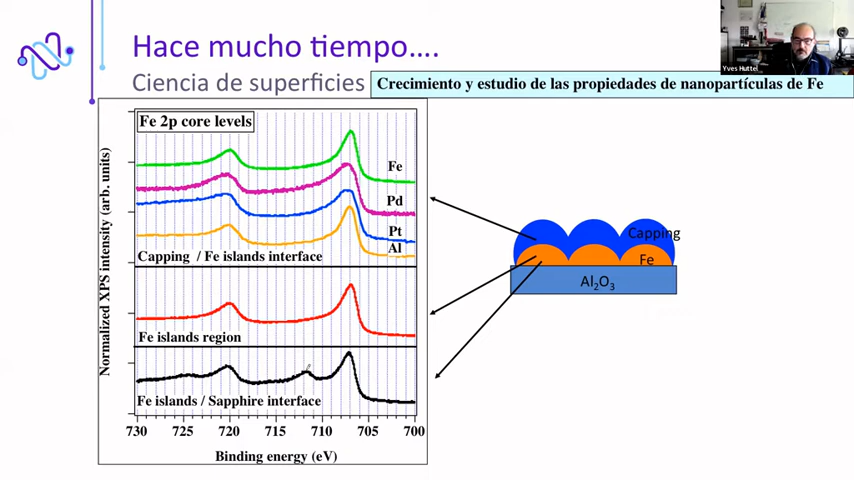 Hace mucho tiempo....
Ciencia de superficies
Crecimiento y estudio de las propiedades de nanopartículas de Fe
Yves Huttel
Fe 2p core levels
Fe
Pd
Pt
Al
Capping / Fe islands interface
Fe islands region
Fe islands / Sapphire interface
Normalized XPS intensity (arb. units)
730 725 720 715 710 705 700
Binding energy (eV)
Capping
Fe
Al₂O₃